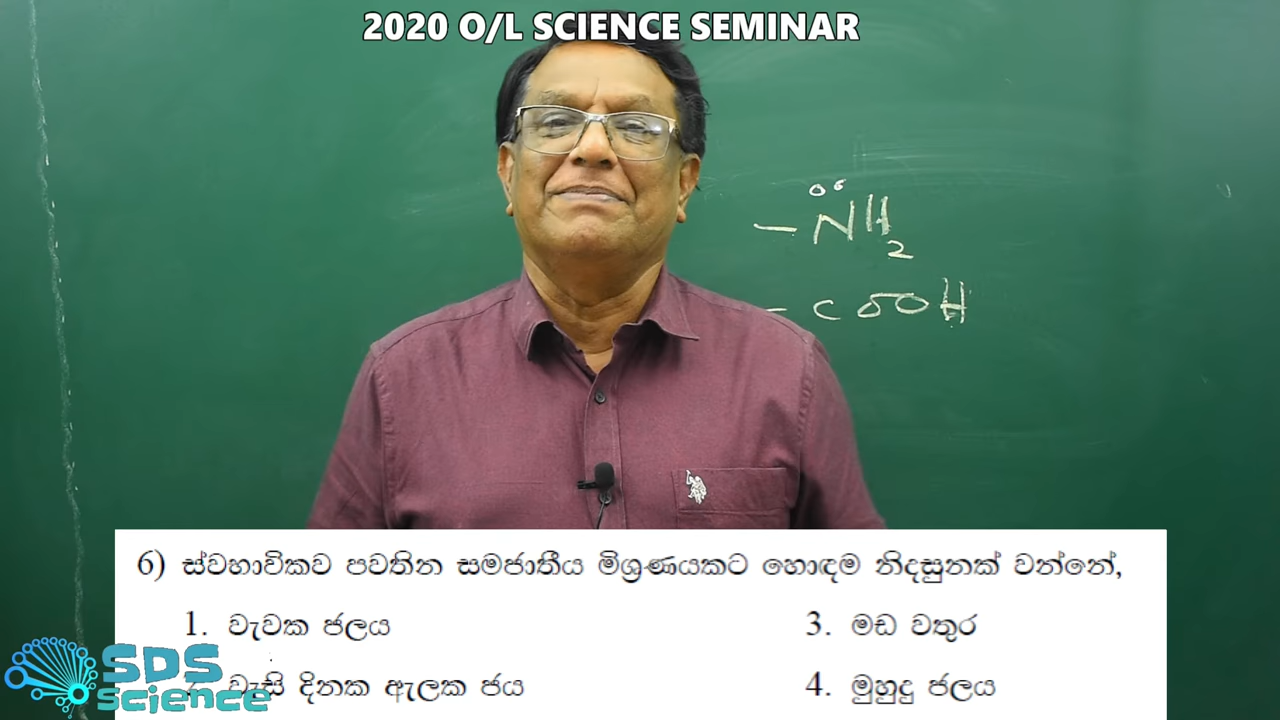 2020 O/L SCIENCE SEMINAR
-NH2
-COOH
6) ස්වභාවිකව පවතින සමජාතීය මිශ්‍රණයකට හොඳම නිදසුනක් වන්නේ,
1. වැවක ජලය
3. මඩ වතුර
වැසි දිනක ඇලක ජය
4. මුහුදු ජලය
SDS
science